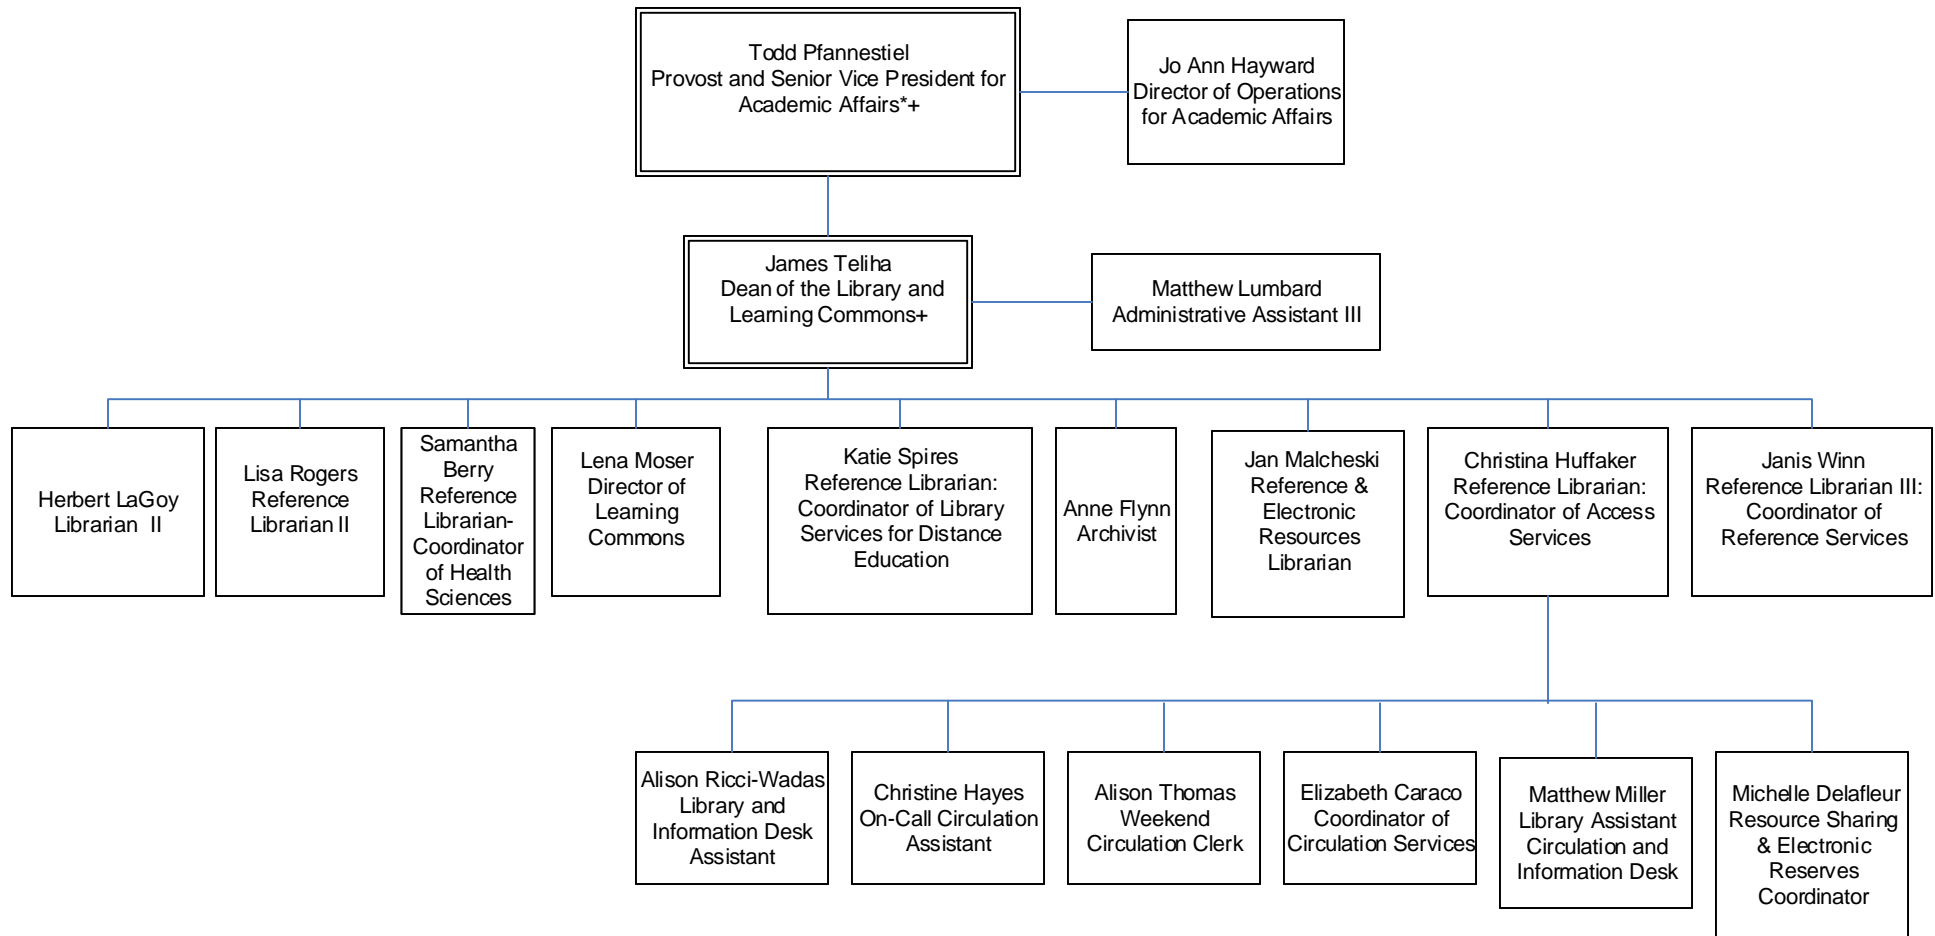 Todd Pfannestiel
Provost and Senior Vice President for
Academic Affairs*+
Jo Ann Hayward
Director of Operations
for Academic Affairs
James Teliha
Dean of the Library and
Learning Commons+
Matthew Lumbard
Administrative Assistant III
Herbert LaGoy
Librarian II
Lisa Rogers
Reference
Librarian II
Samantha
Berry
Reference
Librarian-
Coordinator
of Health
Sciences
Lena Moser
Director of
Learning
Commons
Katie Spires
Reference Librarian:
Coordinator of Library
Services for Distance
Education
Anne Flynn
Archivist
Jan Malcheski
Reference &
Electronic
Resources
Librarian
Christina Huffaker
Reference Librarian:
Coordinator of Access
Services
Janis Winn
Reference Librarian III:
Coordinator of
Reference Services
Alison Ricci-Wadas
Library and
Information Desk
Assistant
Christine Hayes
On-Call Circulation
Assistant
Alison Thomas
Weekend
Circulation Clerk
Elizabeth Caraco
Coordinator of
Circulation Services
Matthew Miller
Library Assistant
Circulation and
Information Desk
Michelle Delafleur
Resource Sharing
& Electronic
Reserves
Coordinator